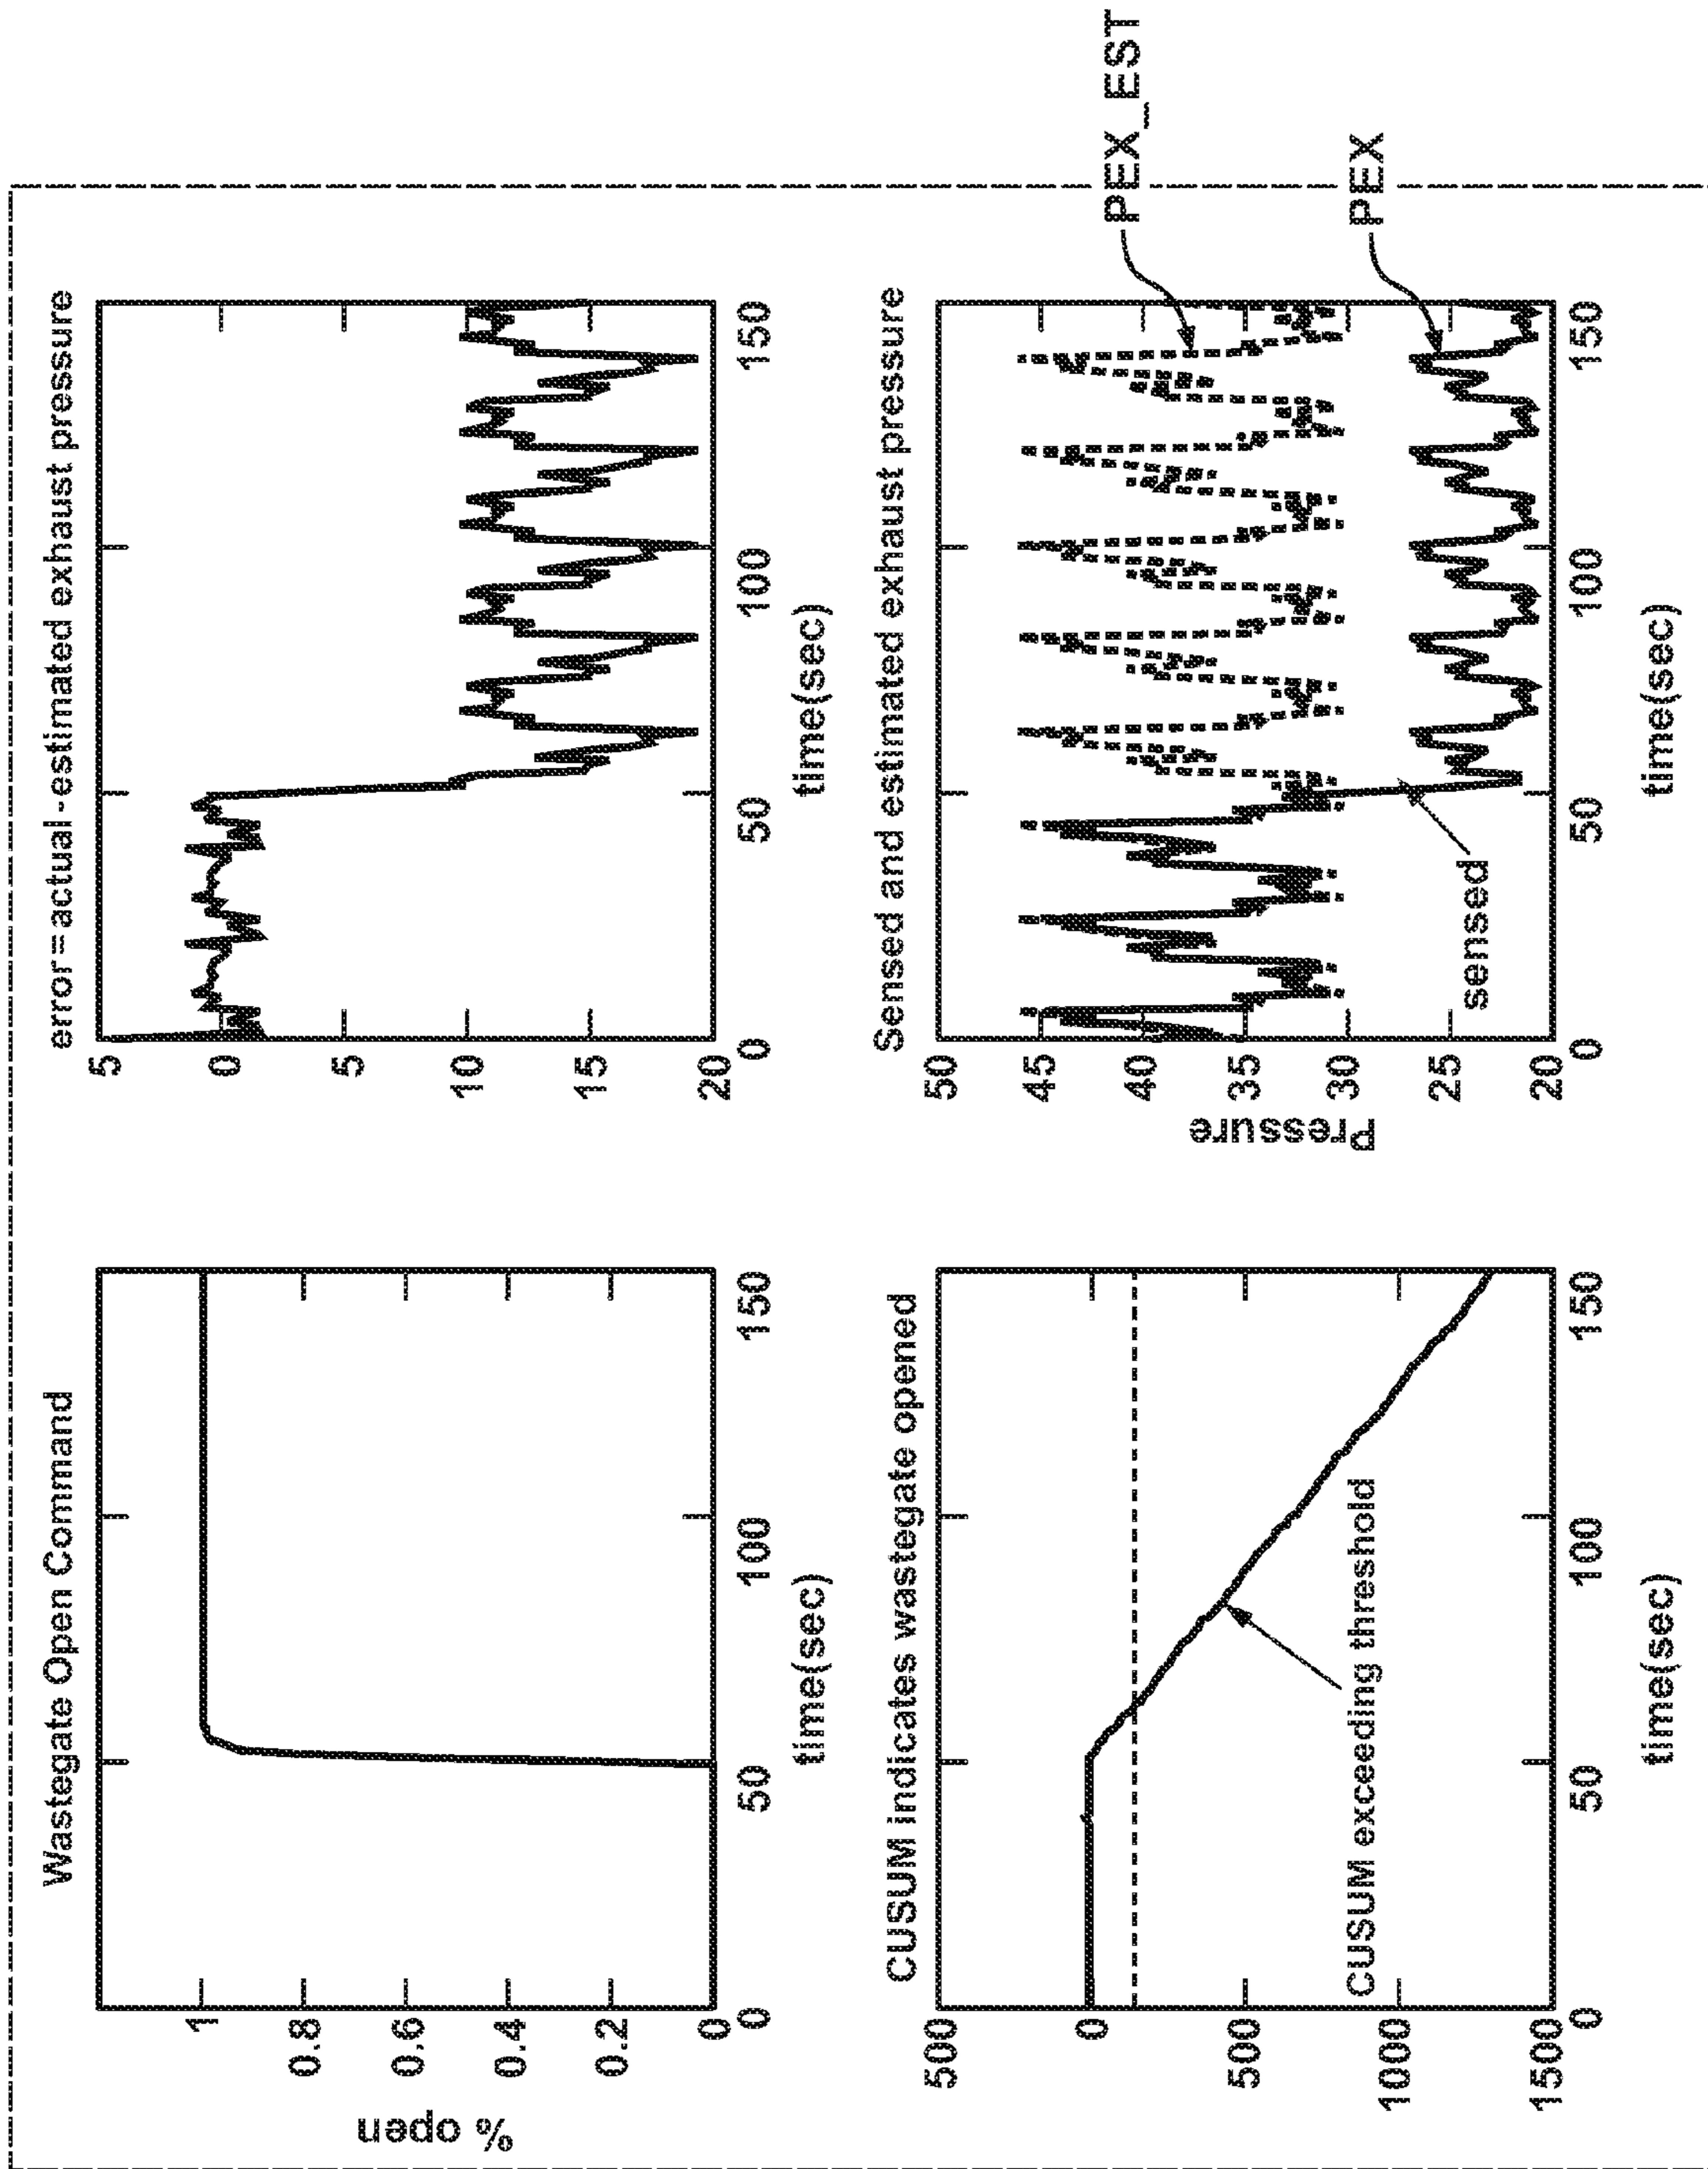 Wastegate Open Command
% open
1
0.8
0.6
0.4
0.2
0
0 50 100 150
time(sec)
error=actual-estimated exhaust pressure
5
0
5
10
15
20
0 50 100 150
time(sec)
CUSUM indicates wastegate opened
500
0
500
1000
1500
CUSUM exceeding threshold
0 50 100 150
time(sec)
Sensed and estimated exhaust pressure
Pressure
50
45
40
35
30
25
20
sensed
PEX_EST
PEX
0 50 100 150
time(sec)